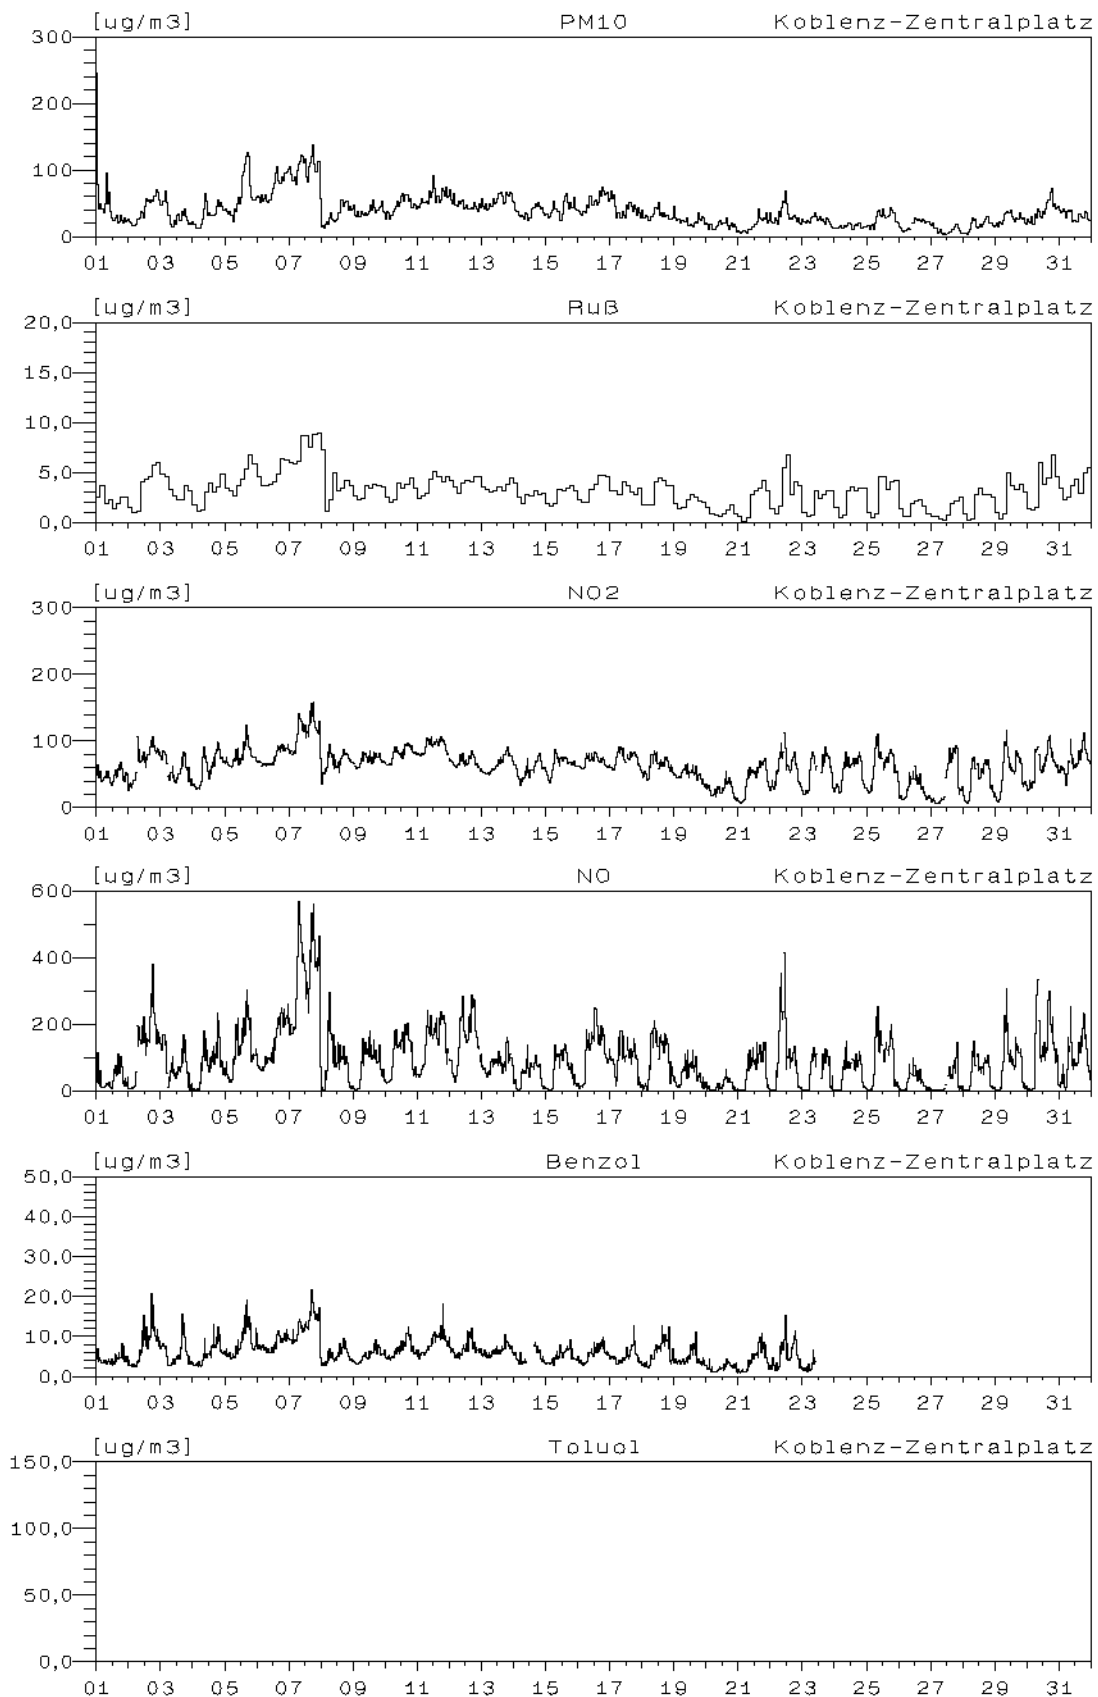 [ug/m3] PM10 Koblenz-Zentralplatz
300
200
100
0
01 03 05 07 09 11 13 15 17 19 21 23 25 27 29 31
[ug/m3] Ruß Koblenz-Zentralplatz
20,0
15,0
10,0
5,0
0,0
01 03 05 07 09 11 13 15 17 19 21 23 25 27 29 31
[ug/m3] NO2 Koblenz-Zentralplatz
300
200
100
0
01 03 05 07 09 11 13 15 17 19 21 23 25 27 29 31
[ug/m3] NO Koblenz-Zentralplatz
600
400
200
0
01 03 05 07 09 11 13 15 17 19 21 23 25 27 29 31
[ug/m3] Benzol Koblenz-Zentralplatz
50,0
40,0
30,0
20,0
10,0
0,0
01 03 05 07 09 11 13 15 17 19 21 23 25 27 29 31
[ug/m3] Toluol Koblenz-Zentralplatz
150,0
100,0
50,0
0,0
01 03 05 07 09 11 13 15 17 19 21 23 25 27 29 31